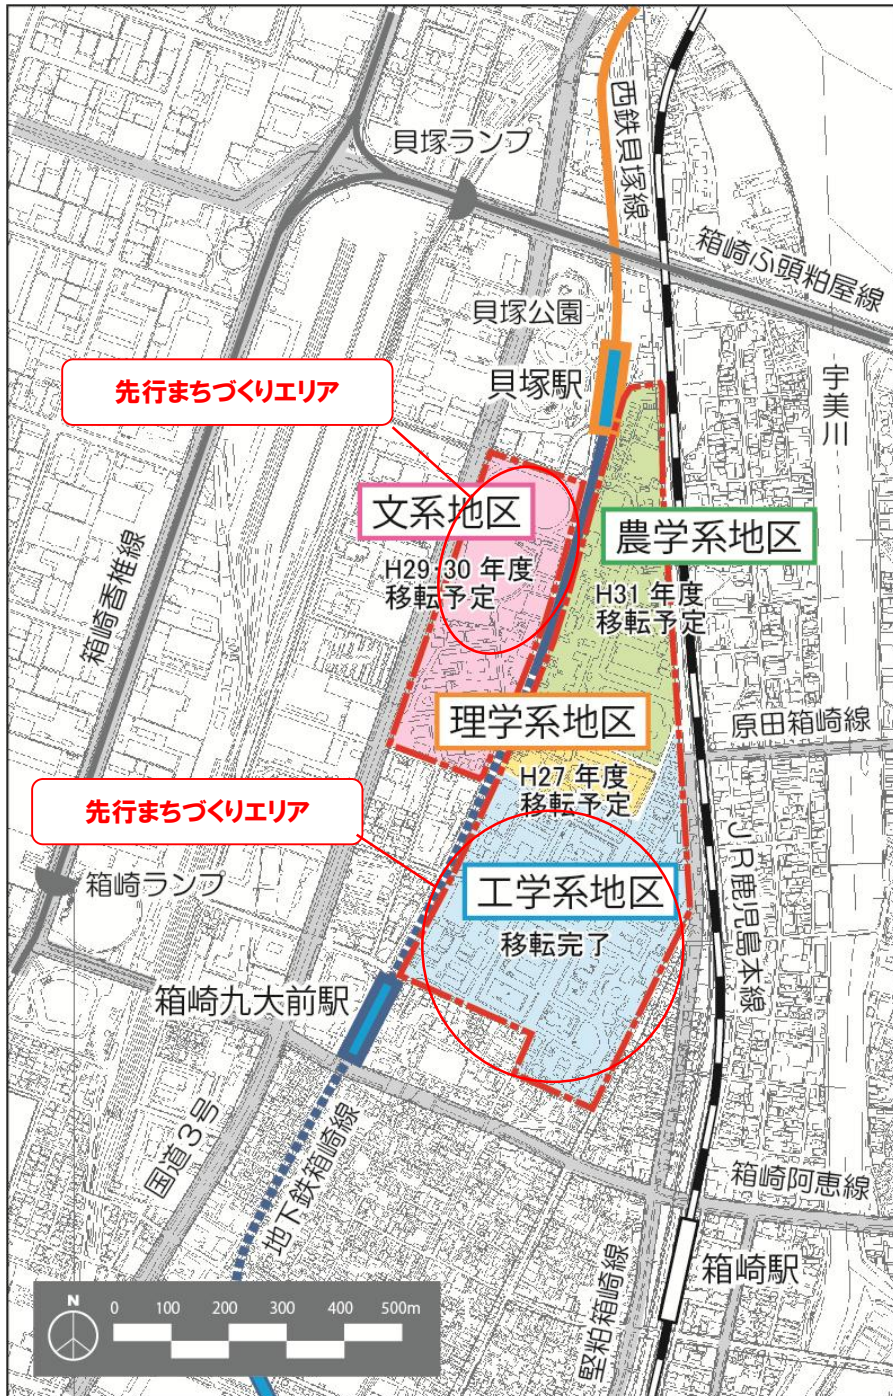 西鉄貝塚線
貝塚ランプ
箱崎ふ頭粕屋線
貝塚公園
宇美川
貝塚駅
先行まちづくりエリア
文系地区
H29・30 年度
移転予定
農学系地区
H31 年度
移転予定
箱崎香椎線
理学系地区
H27 年度
移転予定
原田箱崎線
先行まちづくりエリア
箱崎ランプ
工学系地区
移転完了
JR鹿児島本線
箱崎九大前駅
国道3号
地下鉄箱崎線
箱崎阿恵線
箱崎駅
堅粕箱崎線
N
0 100 200 300 400 500m